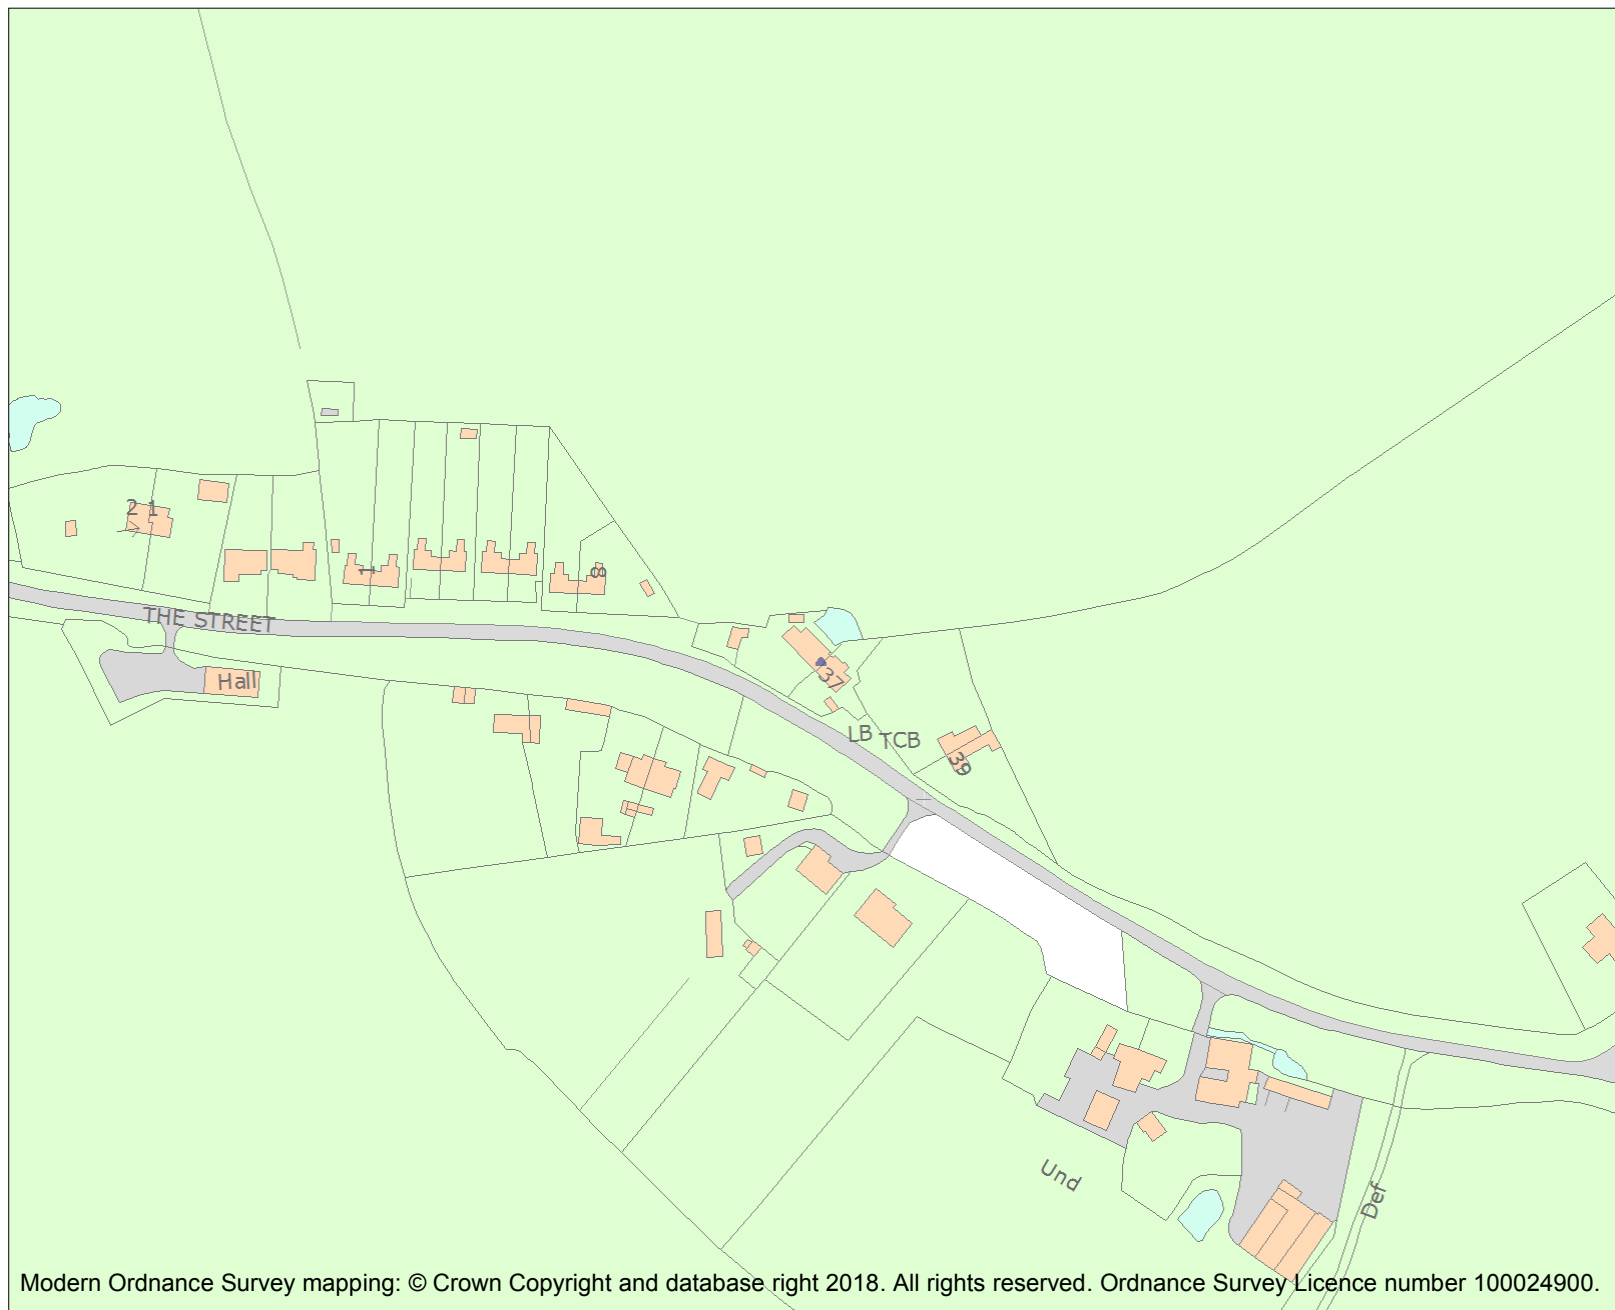 2 1
1
8
THE STREET
Hall
37
LB TCB
39
Und
Def
Modern Ordnance Survey mapping: © Crown Copyright and database right 2018. All rights reserved. Ordnance Survey Licence number 100024900.